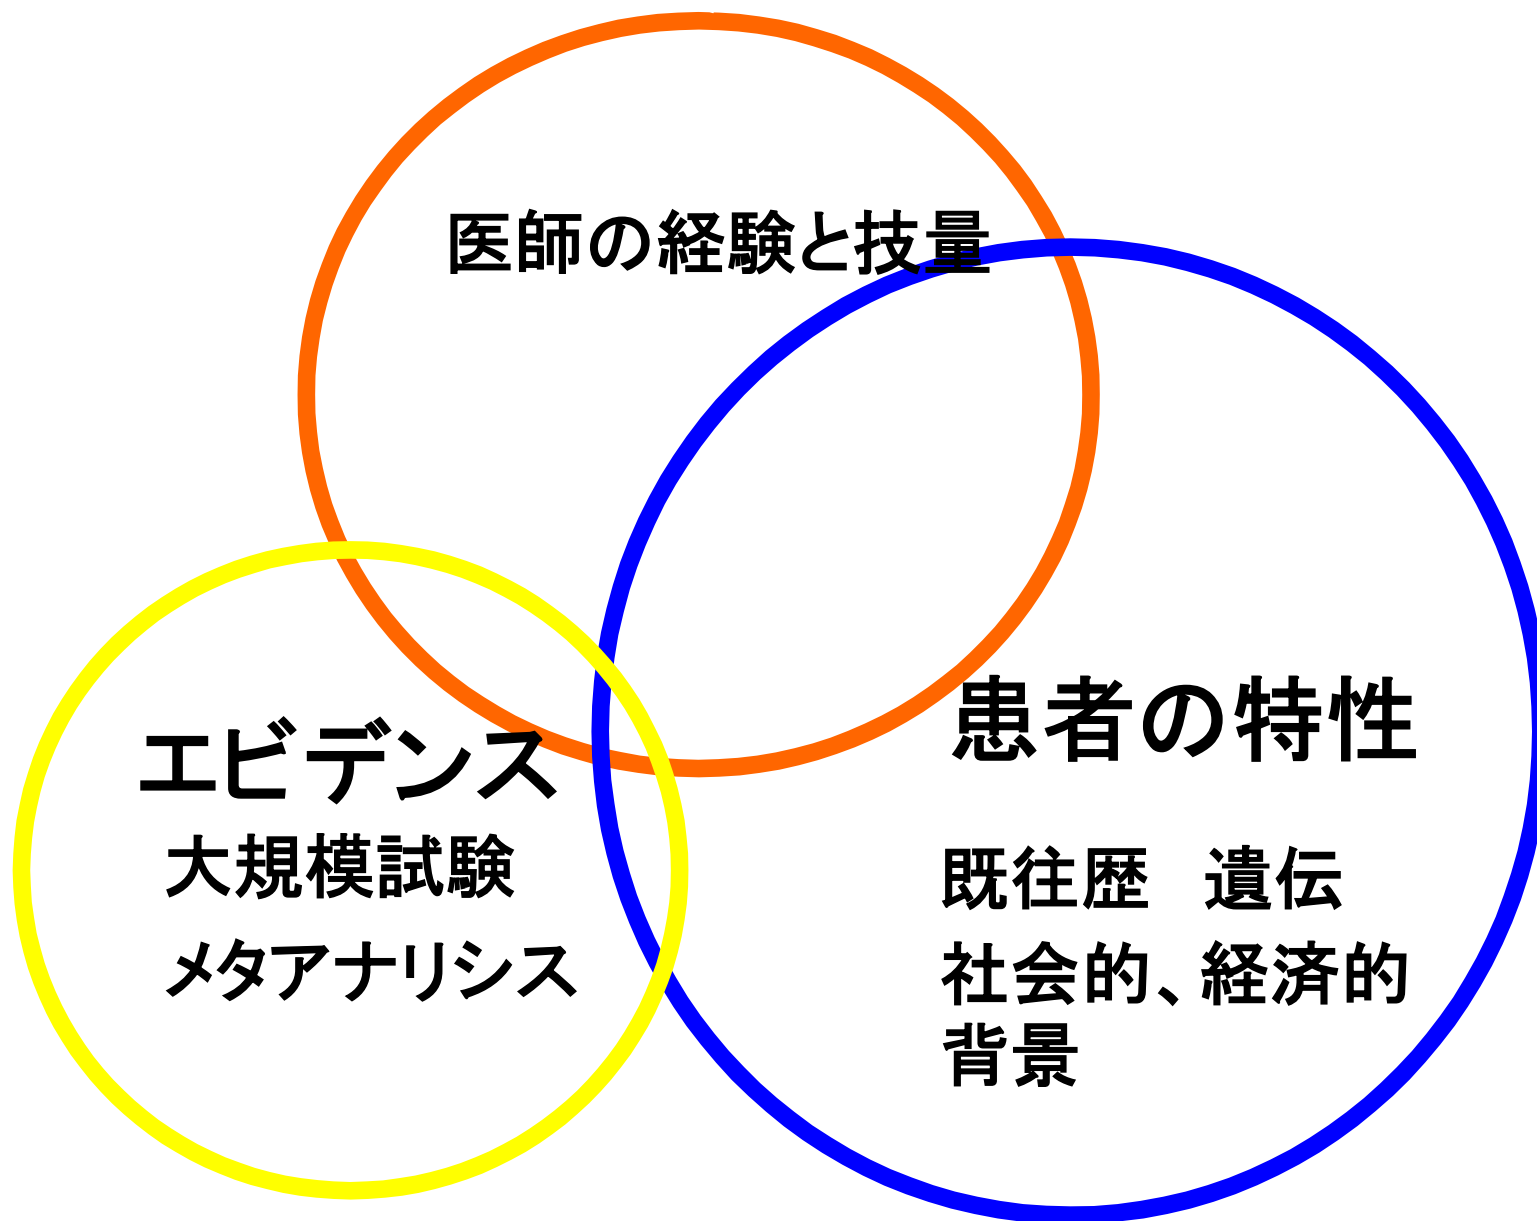 医師の経験と技量
エビデンス
大規模試験
メタアナリシス
患者の特性
既往歴　遺伝
社会的、経済的
背景